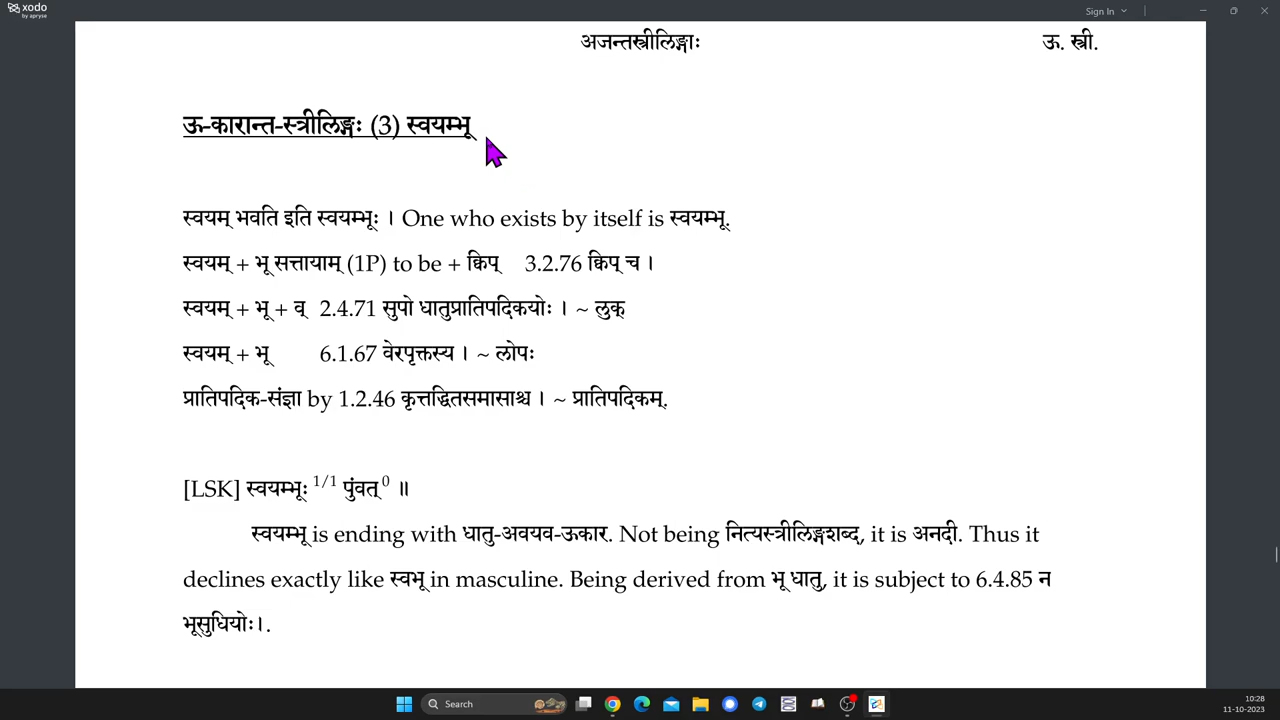 xodo
by apryse
Sign In
अजन्तस्त्रीलिङ्गाः ऊ. स्त्री.
ऊ-कारान्त-स्त्रीलिङ्गः (3) स्वयम्भू
स्वयम् भवति इति स्वयम्भूः । One who exists by itself is स्वयम्भू.
स्वयम् + भू सत्तायाम् (1P) to be + क्विप् 3.2.76 क्विप् च ।
स्वयम् + भू + व् 2.4.71 सुपो धातुप्रातिपदिकयोः । ~ लुक्
स्वयम् + भू 6.1.67 वेरपृक्तस्य । ~ लोपः
प्रातिपदिक-संज्ञा by 1.2.46 कृत्तद्धितसमासाश्च । ~ प्रातिपदिकम्.
[LSK] स्वयम्भूः 1/1 पुंवत् 0 ॥
स्वयम्भू is ending with धातु-अवयव-ऊकार. Not being नित्यस्त्रीलिङ्गशब्द, it is अनदी. Thus it
declines exactly like स्वभू in masculine. Being derived from भू धातु, it is subject to 6.4.85 न
भूसुधियोः।.
Search
10:28
11-10-2023